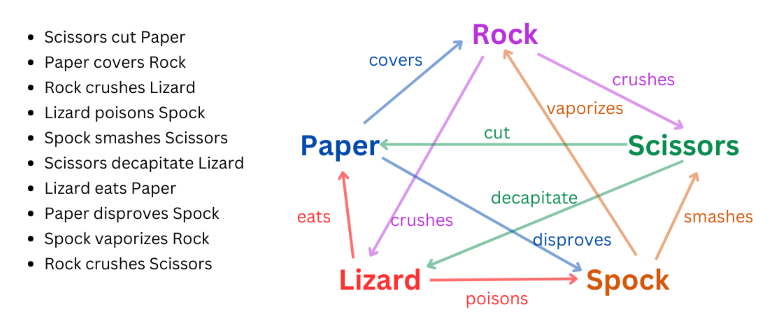 Scissors cut Paper
Paper covers Rock
Rock crushes Lizard
Lizard poisons Spock
Spock smashes Scissors
Scissors decapitate Lizard
Lizard eats Paper
Paper disproves Spock
Spock vaporizes Rock
Rock crushes Scissors
Rock
covers
crushes
vaporizes
cut
Paper
Scissors
decapitate
eats
crushes
smashes
disproves
Lizard
Spock
poisons